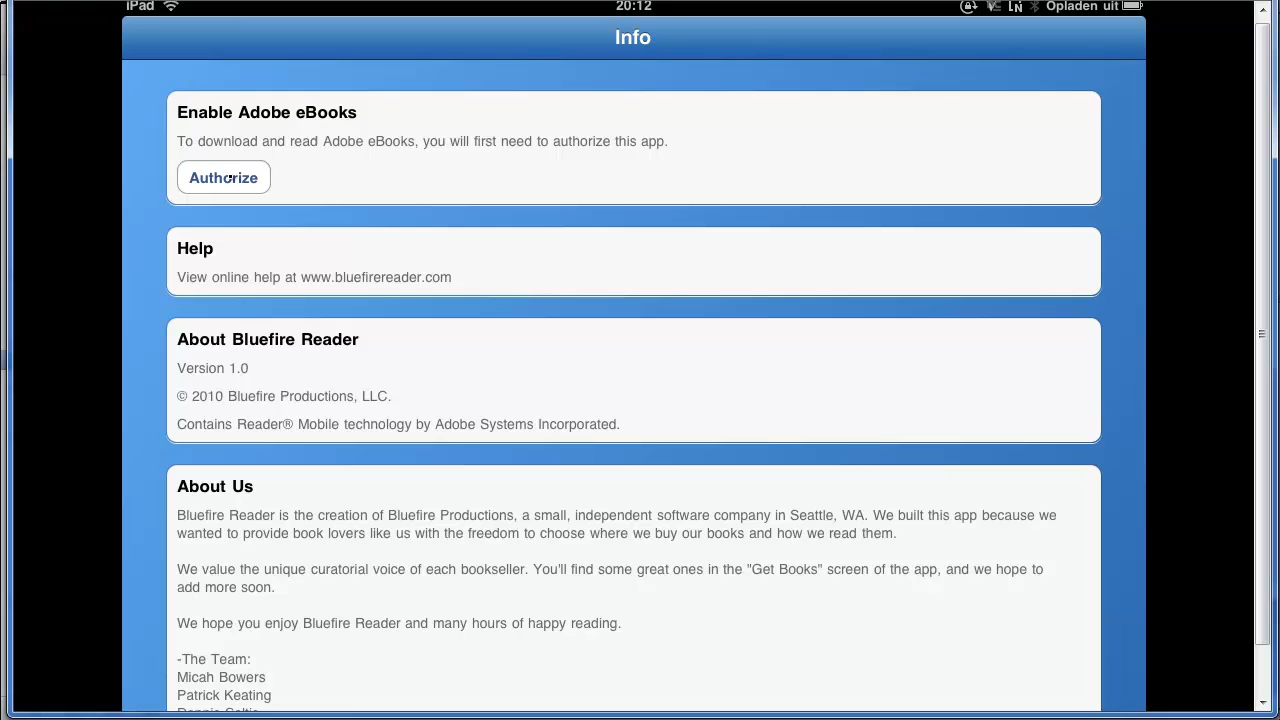 iPad
20:12
Opladen uit
Info
Enable Adobe eBooks
To download and read Adobe eBooks, you will first need to authorize this app.
Authorize
Help
View online help at www.bluefirereader.com
About Bluefire Reader
Version 1.0
© 2010 Bluefire Productions, LLC.
Contains Reader® Mobile technology by Adobe Systems Incorporated.
About Us
Bluefire Reader is the creation of Bluefire Productions, a small, independent software company in Seattle, WA. We built this app because we
wanted to provide book lovers like us with the freedom to choose where we buy our books and how we read them.
We value the unique curatorial voice of each bookseller. You'll find some great ones in the "Get Books" screen of the app, and we hope to
add more soon.
We hope you enjoy Bluefire Reader and many hours of happy reading.
-The Team:
Micah Bowers
Patrick Keating